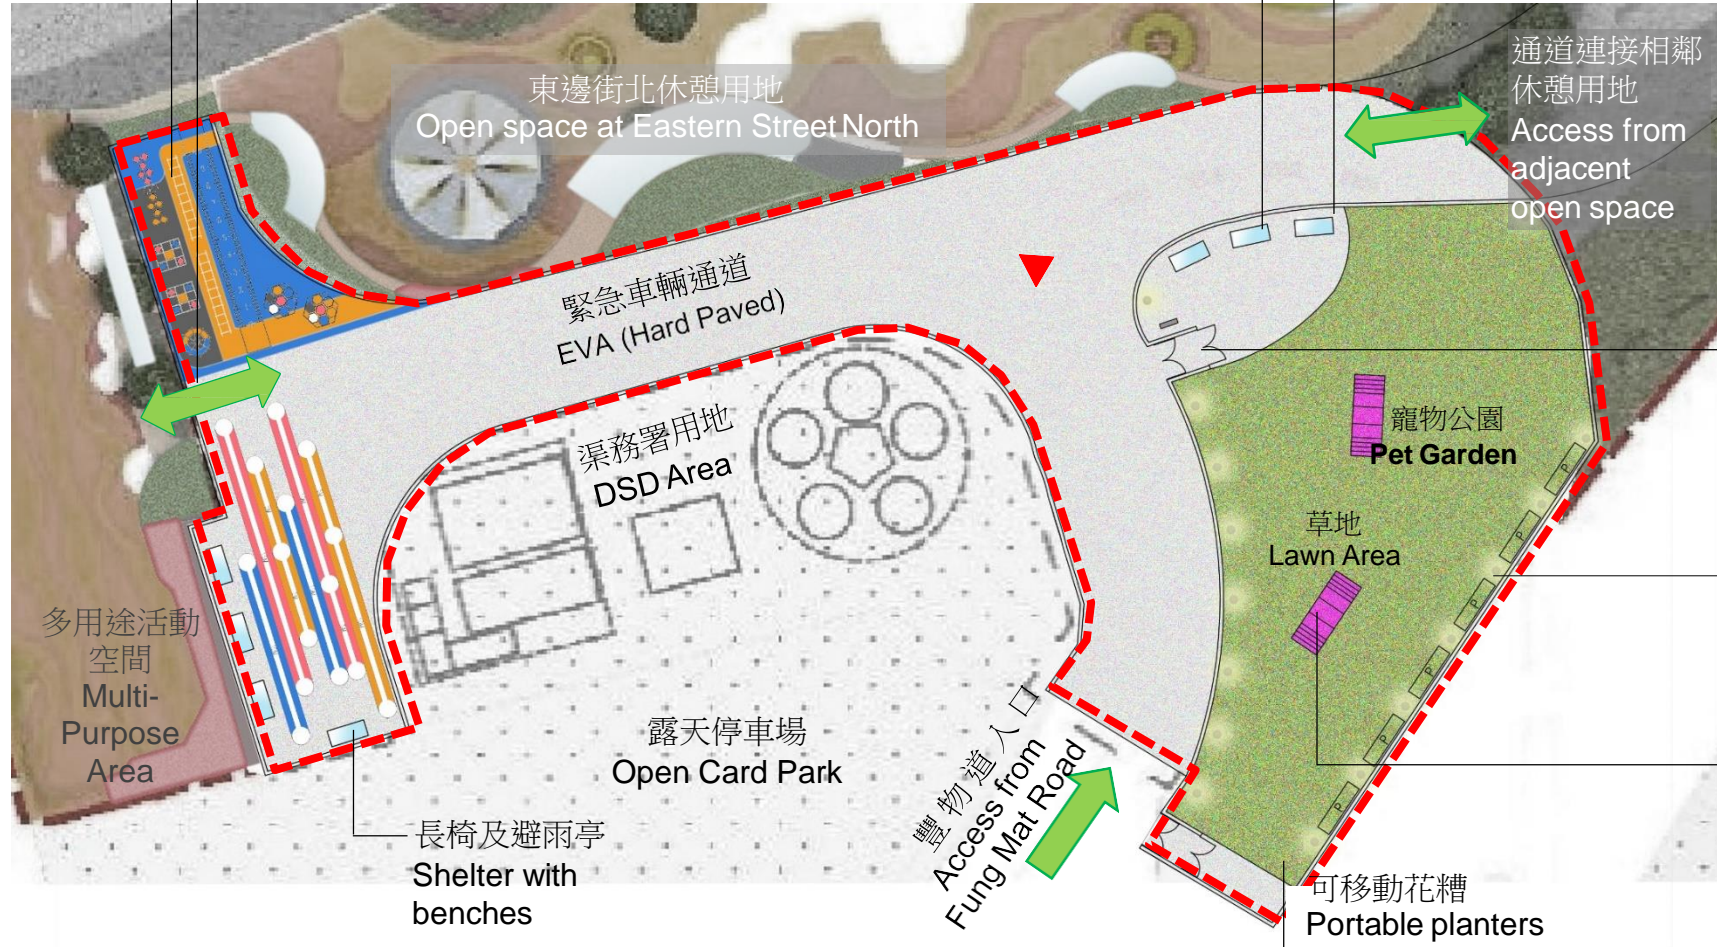 東邊街北休憩用地
Open space at Eastern Street North
通道連接相鄰
休憩用地
Access from
adjacent
open space
緊急車輛通道
EVA (Hard Paved)
渠務署用地
DSD Area
寵物公園
Pet Garden
草地
Lawn Area
多用途活動
空間
Multi-
Purpose
Area
露天停車場
Open Card Park
豐物道入口
Access from
Fung Mat Road
長椅及避雨亭
Shelter with
benches
可移動花糟
Portable planters
P
P
P
P
P
P